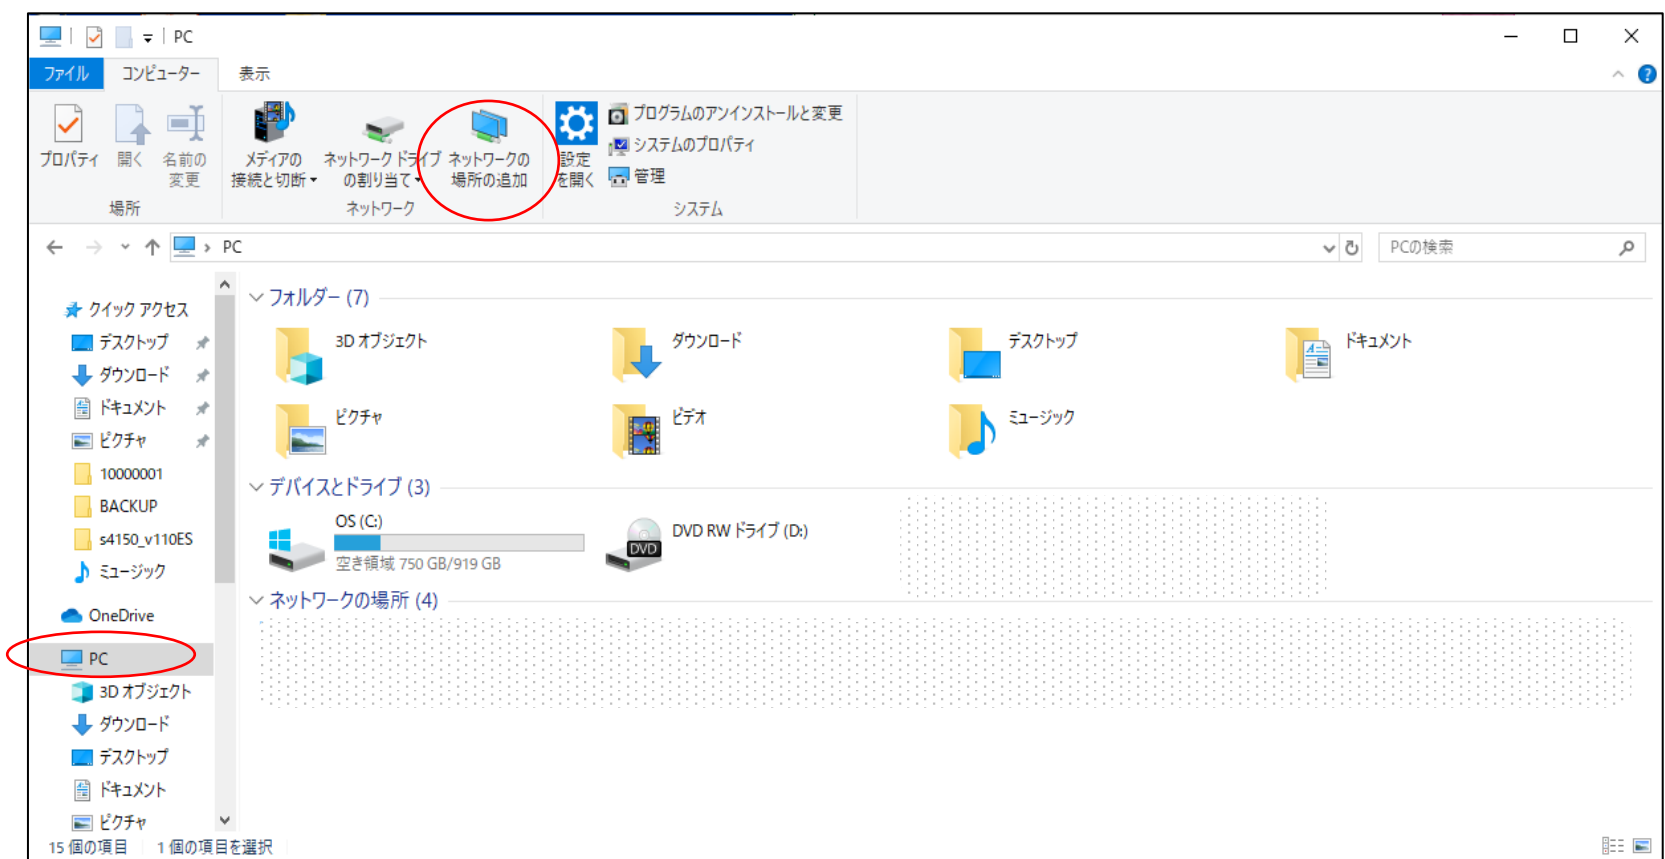 PC
ファイル コンピューター 表示
プロパティ 開く 名前の変更
メディアの接続と切断 ネットワーク ドライブの割り当て ネットワークの場所の追加
設定を開く
プログラムのアンインストールと変更
システムのプロパティ
管理
場所 ネットワーク システム
PC
PCの検索
クイック アクセス
デスクトップ
ダウンロード
ドキュメント
ピクチャ
10000001
BACKUP
s4150_v110ES
ミュージック
OneDrive
PC
3D オブジェクト
ダウンロード
デスクトップ
ドキュメント
ピクチャ
フォルダー (7)
3D オブジェクト
ダウンロード
デスクトップ
ドキュメント
ピクチャ
ビデオ
ミュージック
デバイスとドライブ (3)
OS (C:)
空き領域 750 GB/919 GB
DVD
DVD RW ドライブ (D:)
ネットワークの場所 (4)
15 個の項目 1 個の項目を選択